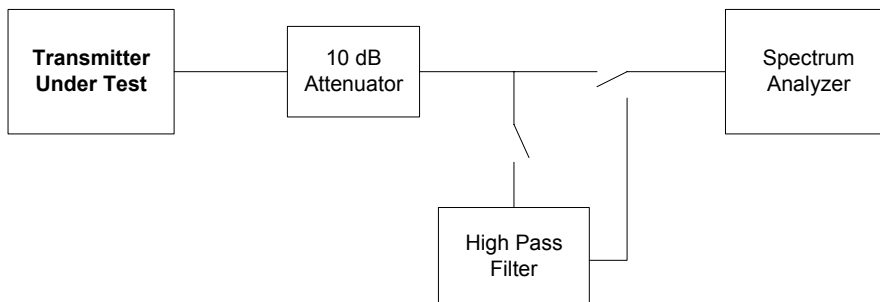 Transmitter
Under Test
10 dB
Attenuator
Spectrum
Analyzer
High Pass
Filter